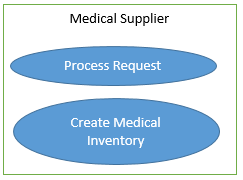 Medical Supplier
Process Request
Create Medical
Inventory